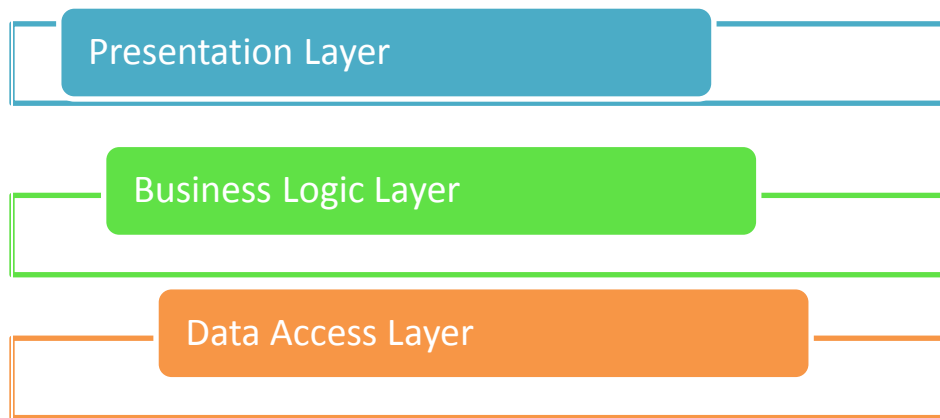 Presentation Layer
Business Logic Layer
Data Access Layer